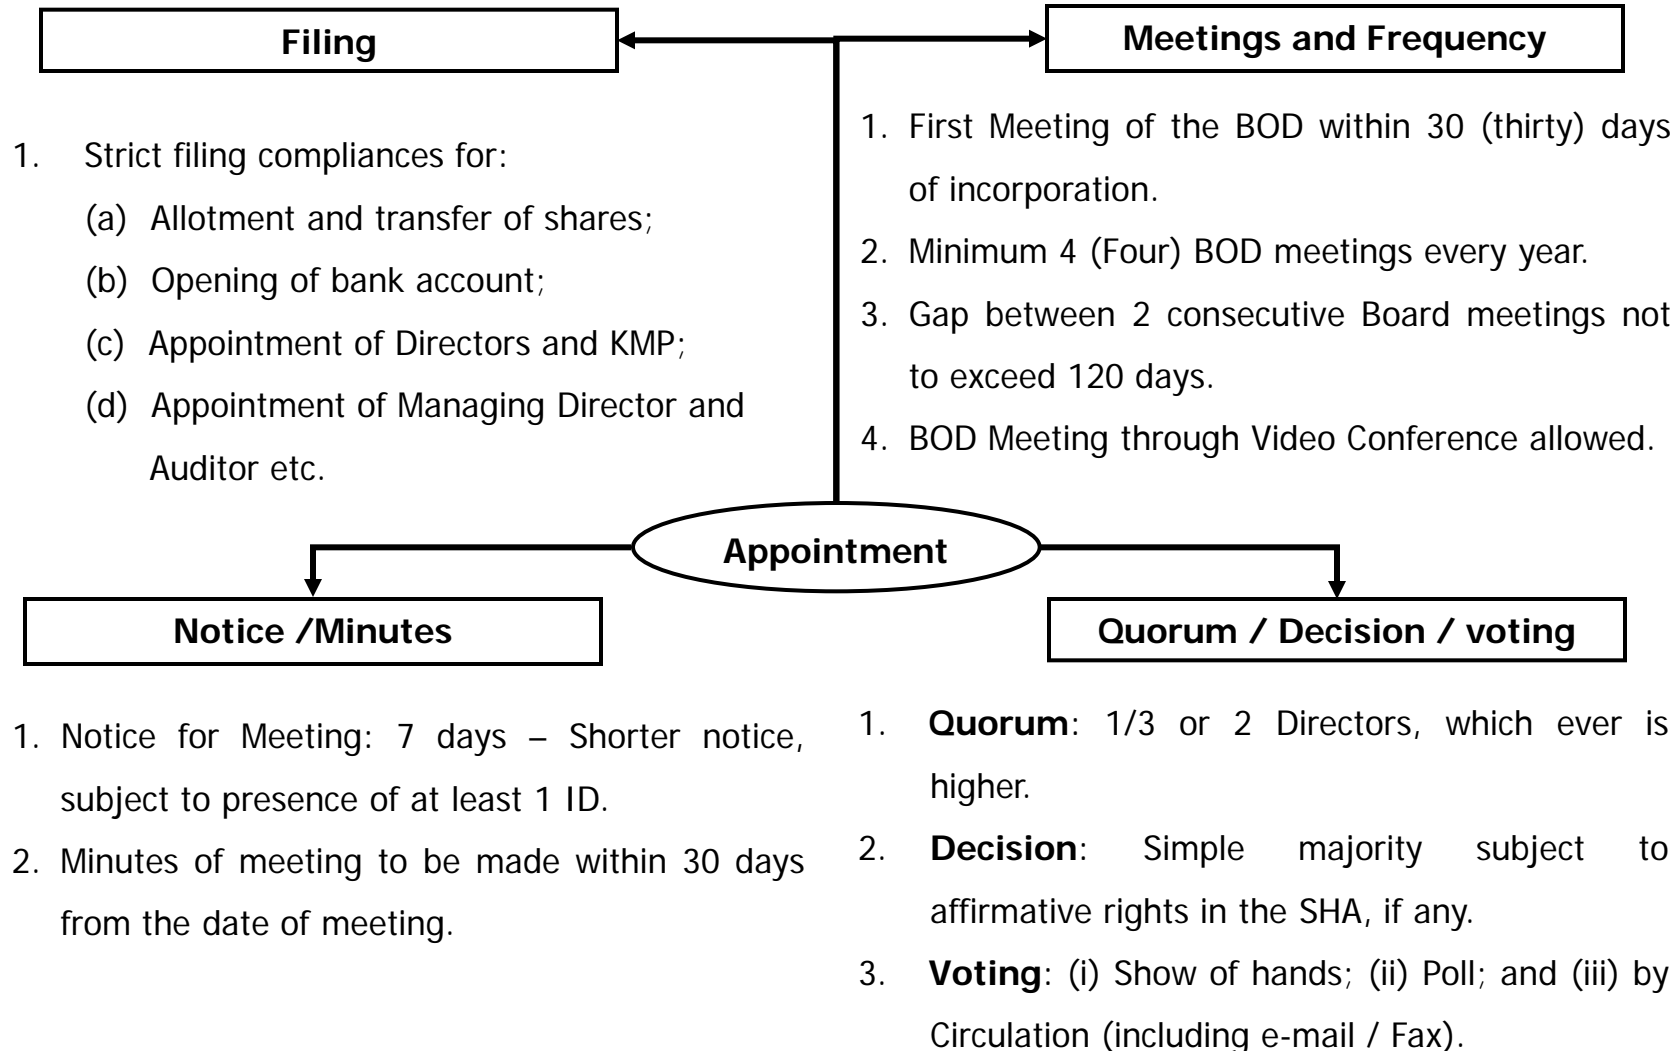 Filing
1. Strict filing compliances for:
(a) Allotment and transfer of shares;
(b) Opening of bank account;
(c) Appointment of Directors and KMP;
(d) Appointment of Managing Director and
Auditor etc.
Meetings and Frequency
1. First Meeting of the BOD within 30 (thirty) days
of incorporation.
2. Minimum 4 (Four) BOD meetings every year.
3. Gap between 2 consecutive Board meetings not
to exceed 120 days.
4. BOD Meeting through Video Conference allowed.
Appointment
Notice /Minutes
1. Notice for Meeting: 7 days – Shorter notice,
subject to presence of at least 1 ID.
2. Minutes of meeting to be made within 30 days
from the date of meeting.
Quorum / Decision / voting
1. Quorum: 1/3 or 2 Directors, which ever is
higher.
2. Decision: Simple majority subject to
affirmative rights in the SHA, if any.
3. Voting: (i) Show of hands; (ii) Poll; and (iii) by
Circulation (including e-mail / Fax).